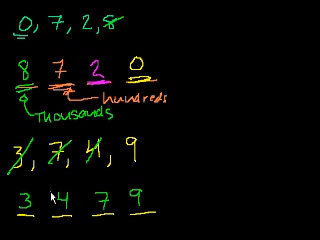 0, 7, 2, 8
8 7 2 0
hundreds
Thousands
3, 7, 4, 9
3 4 7 9